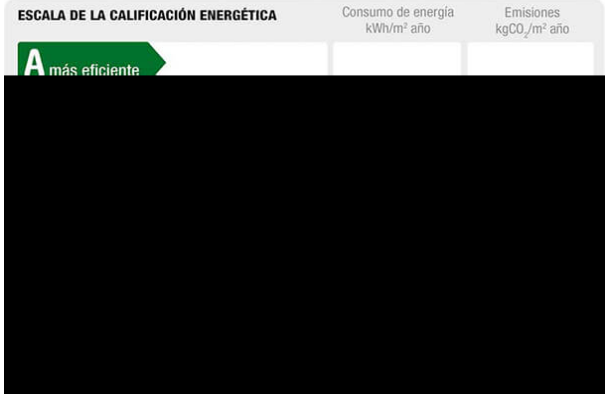 ESCALA DE LA CALIFICACIÓN ENERGÉTICA
Consumo de energía
kWh/m² año
Emisiones
kgCO₂/m² año
A más eficiente